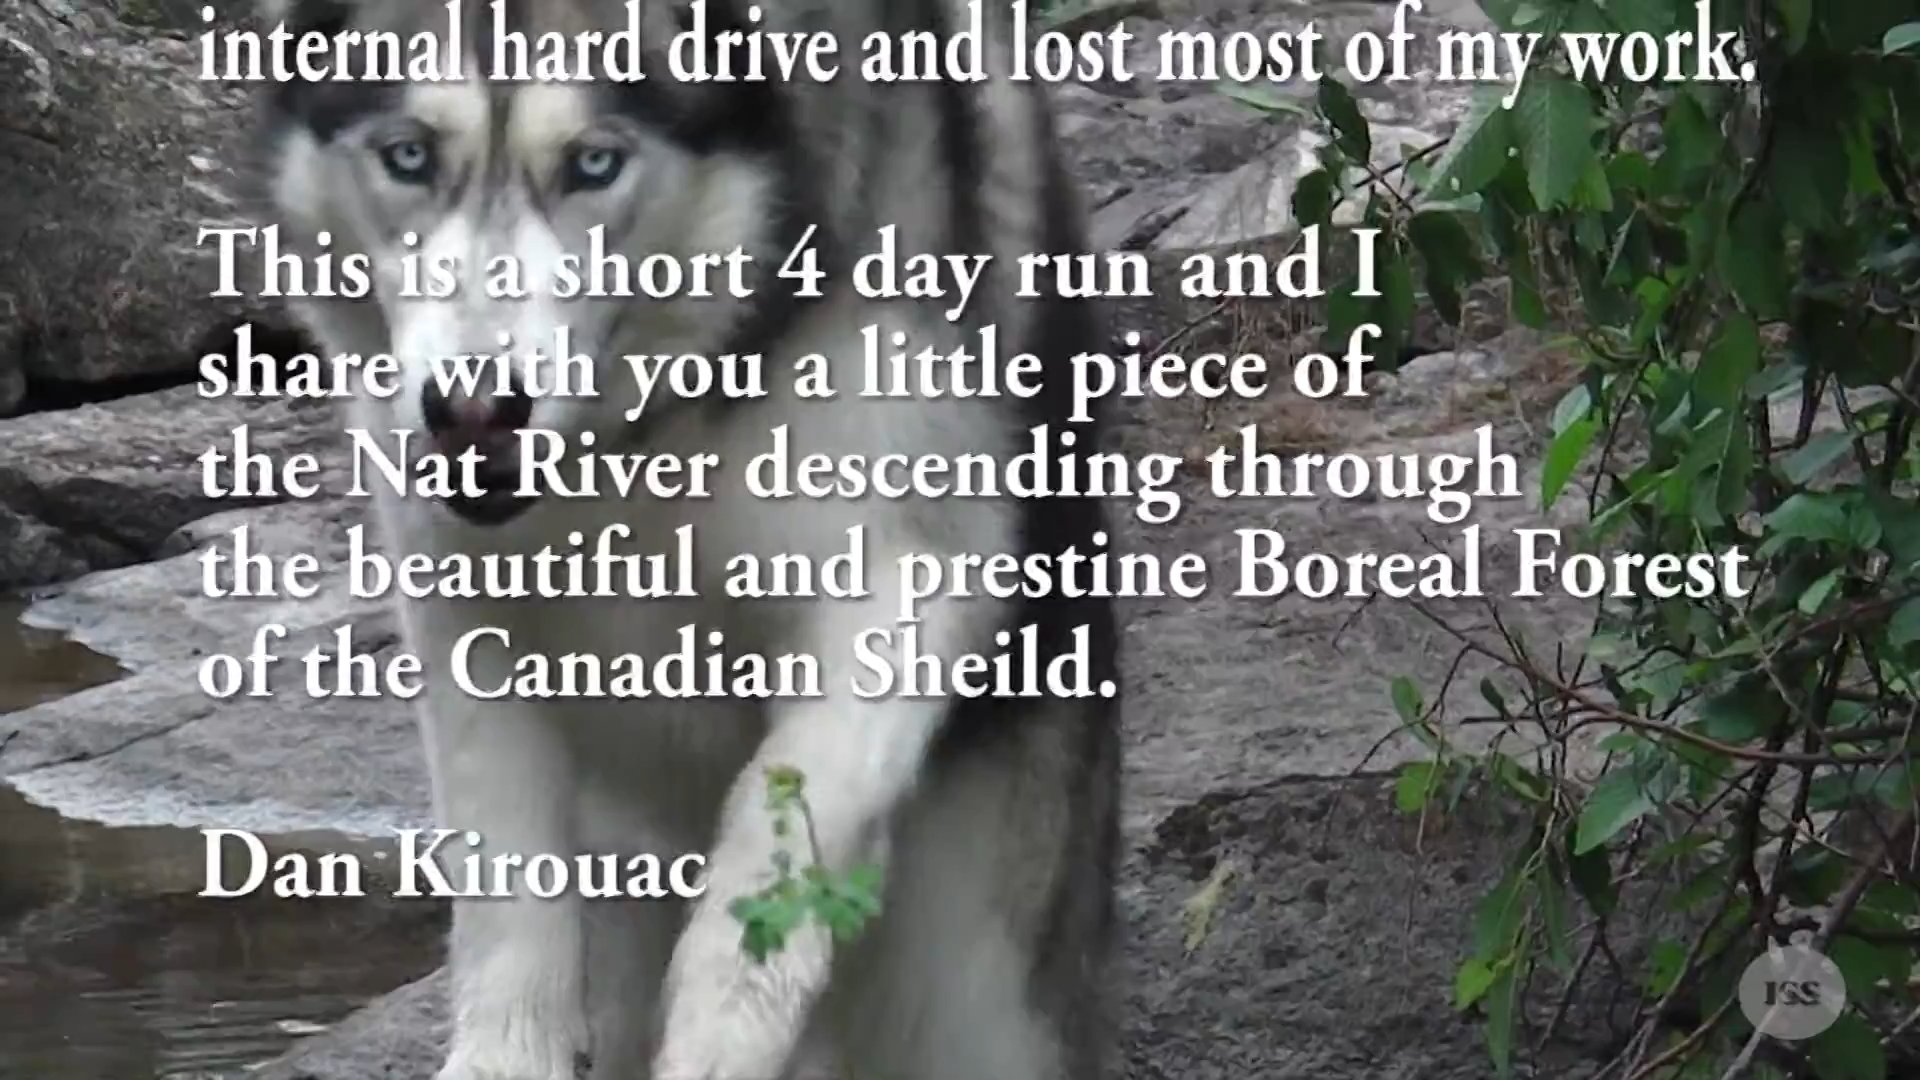 internal hard drive and lost most of my work.
This is a short 4 day run and I
share with you a little piece of
the Nat River descending through
the beautiful and prestine Boreal Forest
of the Canadian Sheild.
Dan Kirouac
ISS